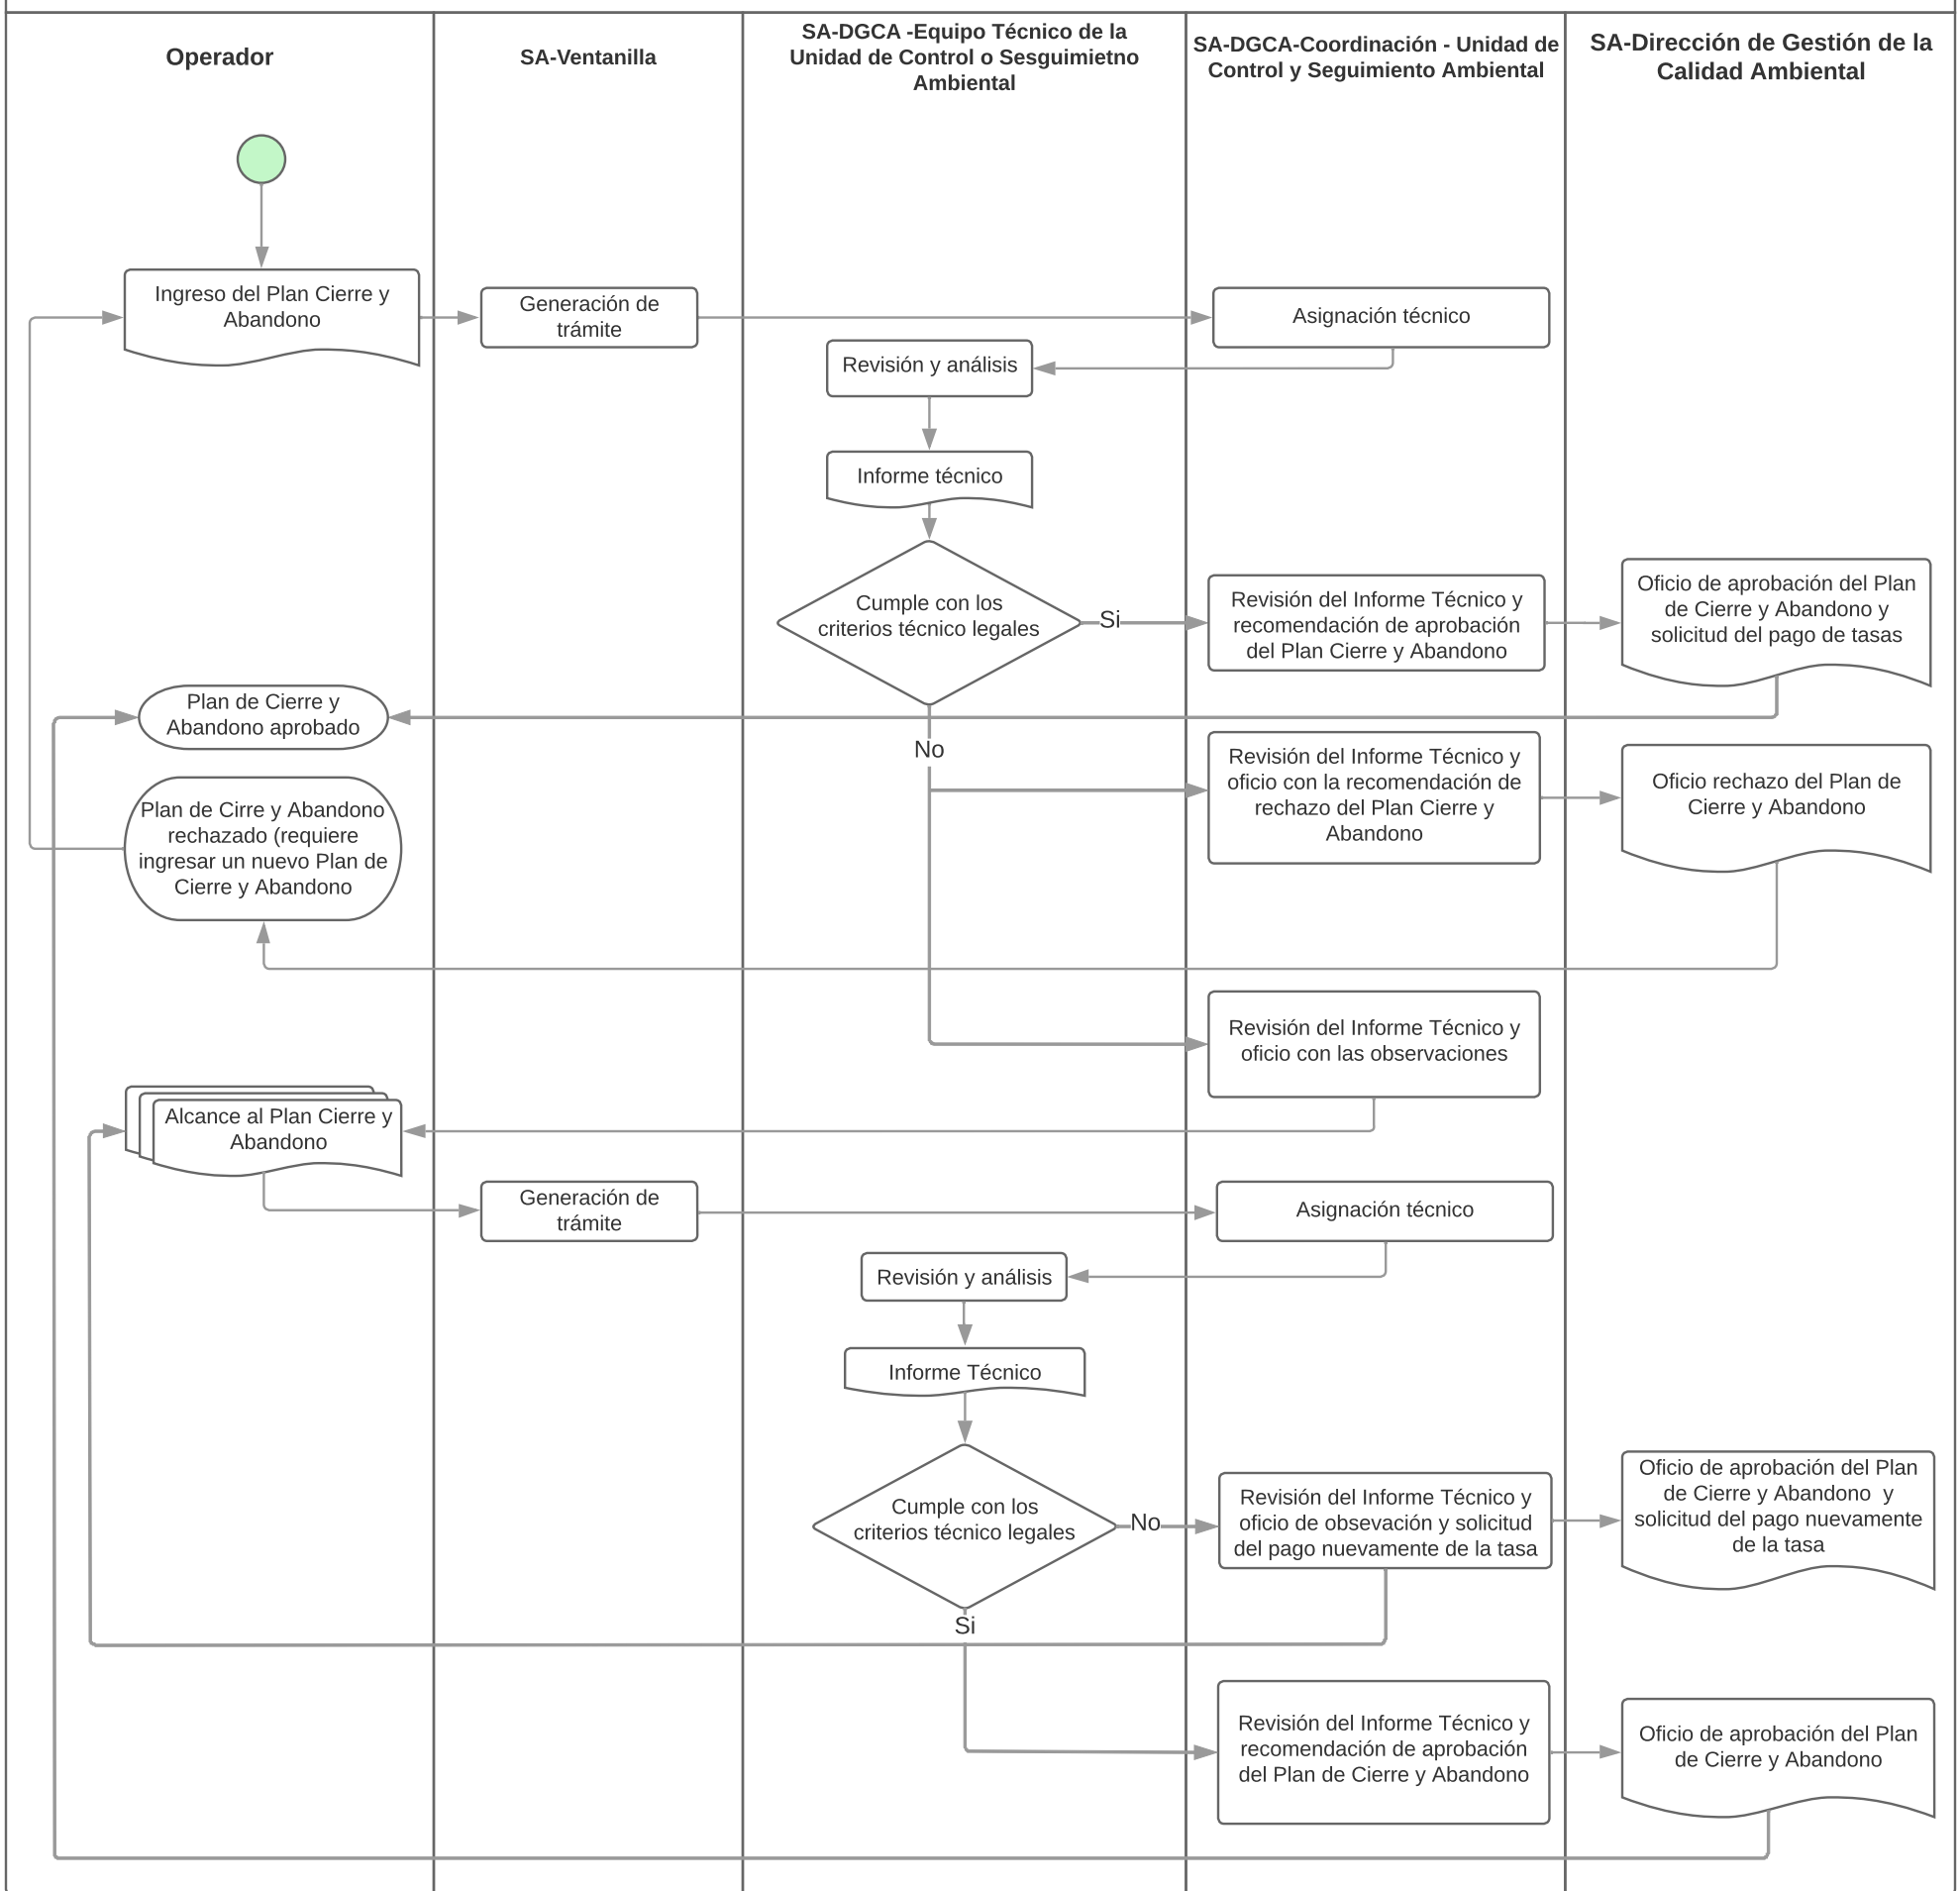 Operador
SA-Ventanilla
SA-DGCA -Equipo Técnico de la
Unidad de Control o Sesguimietno
Ambiental
SA-DGCA-Coordinación - Unidad de
Control y Seguimiento Ambiental
SA-Dirección de Gestión de la
Calidad Ambiental
Ingreso del Plan Cierre y
Abandono
Generación de
trámite
Asignación técnico
Revisión y análisis
Informe técnico
Cumple con los
criterios técnico legales
Si
Revisión del Informe Técnico y
recomendación de aprobación
del Plan Cierre y Abandono
Oficio de aprobación del Plan
de Cierre y Abandono y
solicitud del pago de tasas
Plan de Cierre y
Abandono aprobado
No
Revisión del Informe Técnico y
oficio con la recomendación de
rechazo del Plan Cierre y
Abandono
Oficio rechazo del Plan de
Cierre y Abandono
Plan de Cirre y Abandono
rechazado (requiere
ingresar un nuevo Plan de
Cierre y Abandono
Revisión del Informe Técnico y
oficio con las observaciones
Alcance al Plan Cierre y
Abandono
Generación de
trámite
Asignación técnico
Revisión y análisis
Informe Técnico
Cumple con los
criterios técnico legales
No
Revisión del Informe Técnico y
oficio de obsevación y solicitud
del pago nuevamente de la tasa
Oficio de aprobación del Plan
de Cierre y Abandono  y
solicitud del pago nuevamente
de la tasa
Si
Revisión del Informe Técnico y
recomendación de aprobación
del Plan de Cierre y Abandono
Oficio de aprobación del Plan
de Cierre y Abandono